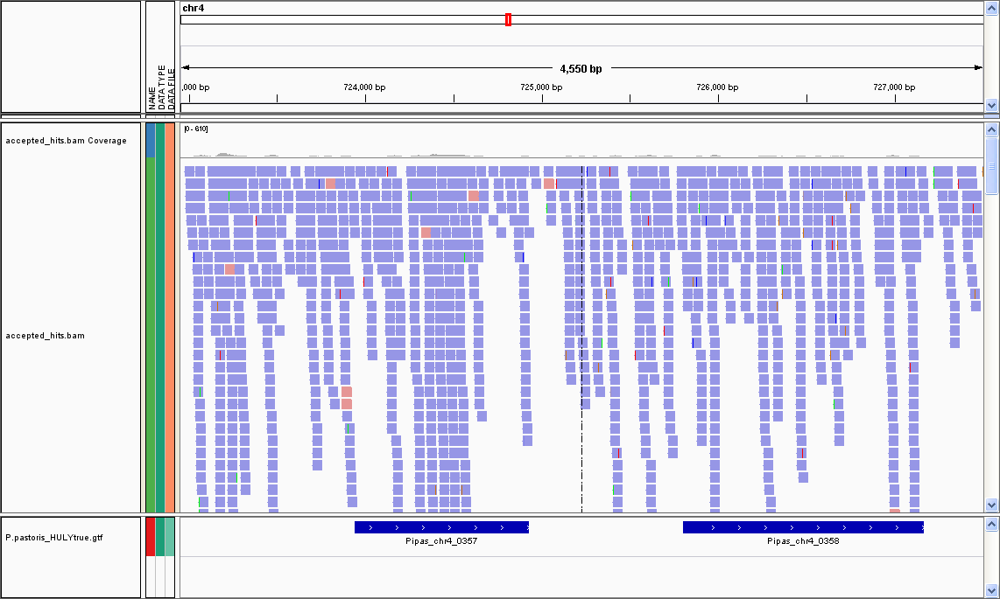 chr4
4,550 bp
,000 bp
724,000 bp
725,000 bp
726,000 bp
727,000 bp
NAME
DATA TYPE
DATA FILE
accepted_hits.bam Coverage
[0 - 610]
accepted_hits.bam
P.pastoris_HULYtrue.gtf
Pipas_chr4_0357
Pipas_chr4_0358